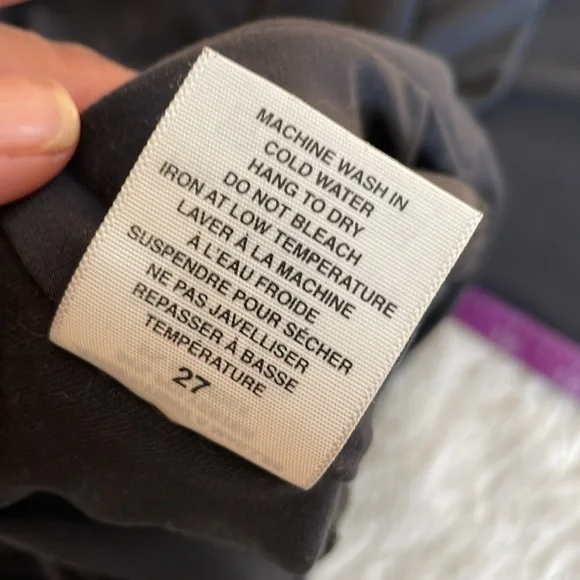 MACHINE WASH IN
COLD WATER
HANG TO DRY
DO NOT BLEACH
IRON AT LOW TEMPERATURE
LAVER À LA MACHINE
À L'EAU FROIDE
SUSPENDRE POUR SÉCHER
NE PAS JAVELLISER
REPASSER À BASSE
TEMPÉRATURE
27